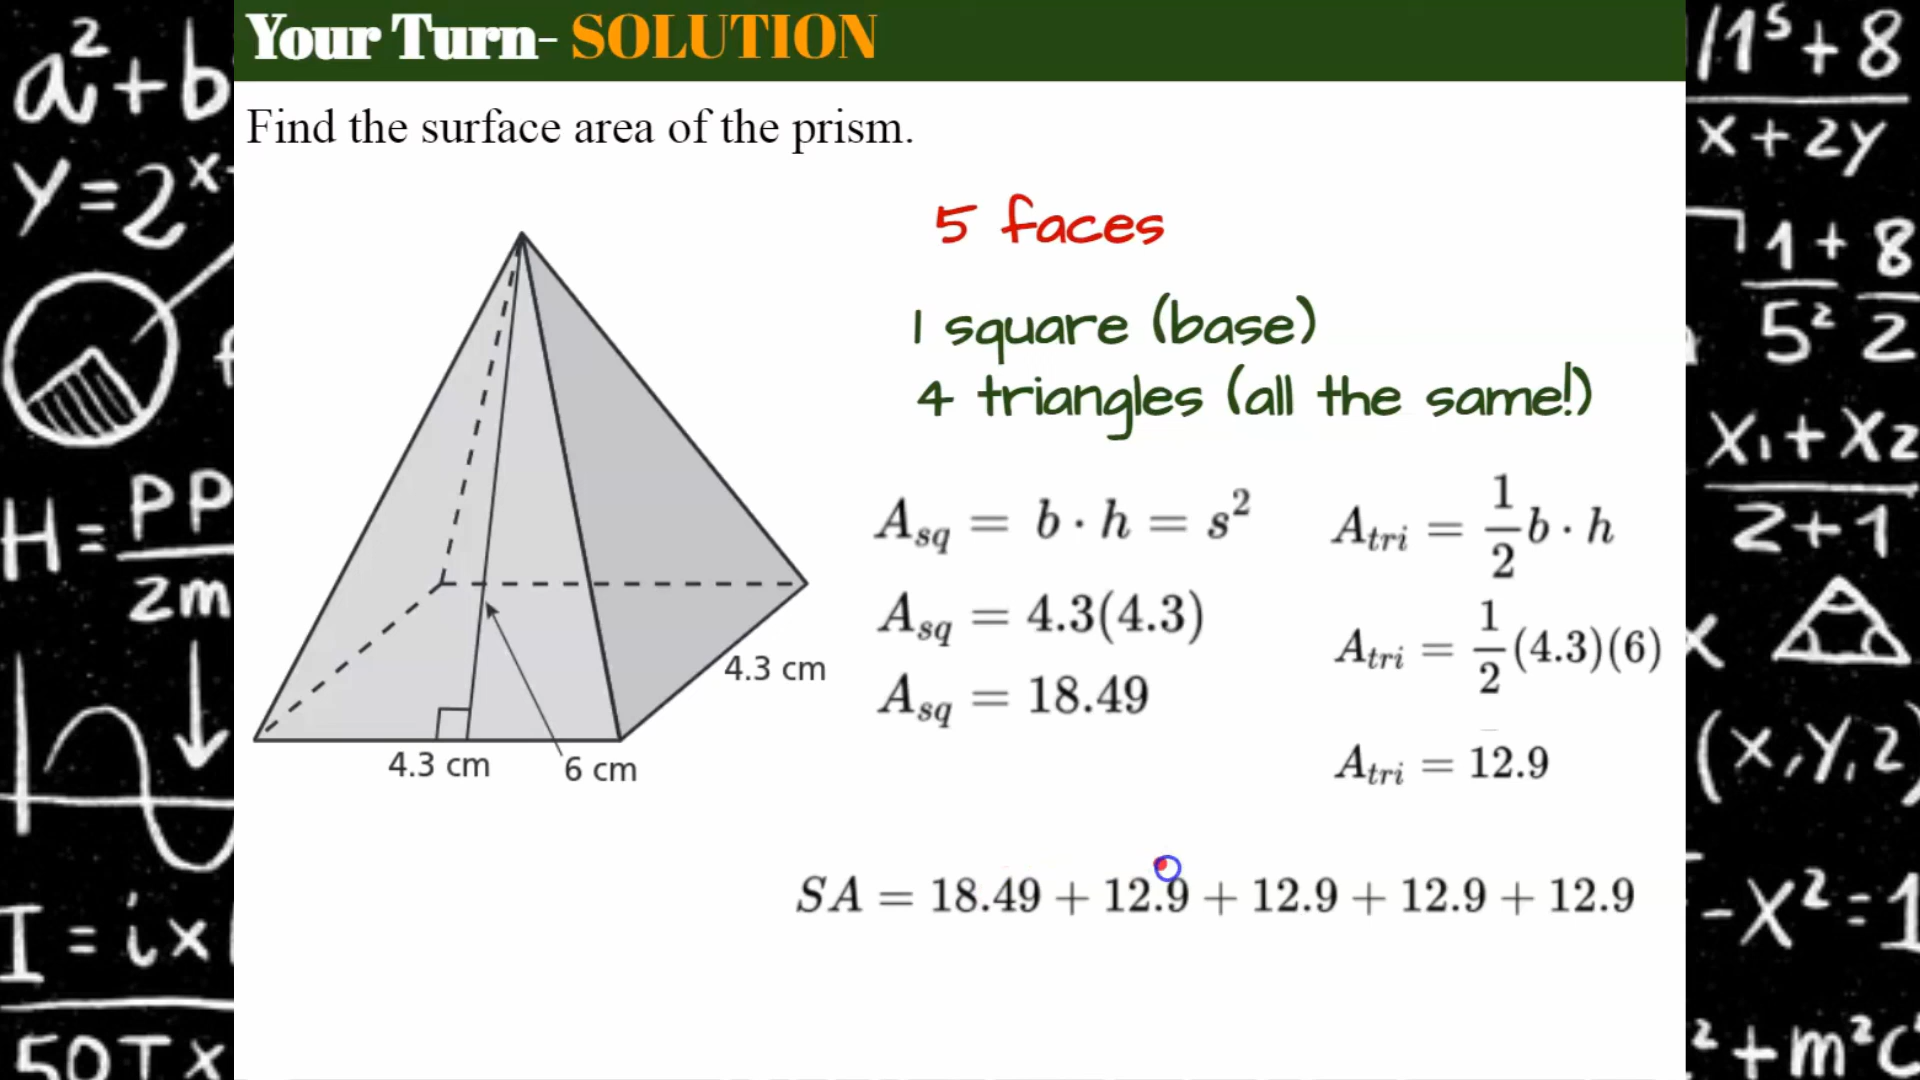 Your Turn- SOLUTION
Find the surface area of the prism.
5 faces
1 square (base)
4 triangles (all the same!)
A_sq = b · h = s²
A_sq = 4.3(4.3)
A_sq = 18.49
A_tri = 1/2 b · h
A_tri = 1/2 (4.3)(6)
A_tri = 12.9
4.3 cm
4.3 cm
6 cm
SA = 18.49 + 12.9 + 12.9 + 12.9 + 12.9
a² + b
y = 2ˣ
H = PP
2m
I = ix
50Tx
1⁵ + 8
x + 2y
1 + 8
5² 2
x₁ + x₂
2 + 1
x
(x, y, 2)
-x² = 1
² + m²c